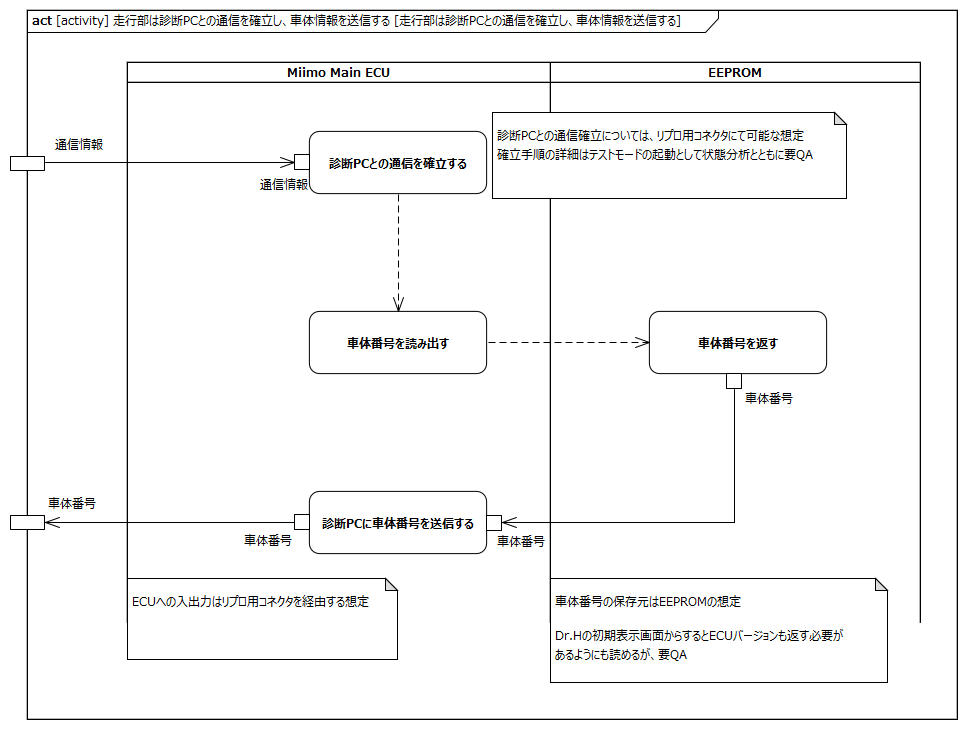 act [activity] 走行部は診断PCとの通信を確立し、車体情報を送信する [走行部は診断PCとの通信を確立し、車体情報を送信する]
Miimo Main ECU
EEPROM
通信情報
診断PCとの通信を確立する
通信情報
診断PCとの通信確立については、リプロ用コネクタにて可能な想定
確立手順の詳細はテストモードの起動として状態分析とともに要QA
車体番号を読み出す
車体番号を返す
車体番号
車体番号
診断PCに車体番号を送信する
車体番号
車体番号
ECUへの入出力はリプロ用コネクタを経由する想定
車体番号の保存元はEEPROMの想定
Dr.Hの初期表示画面からするとECUバージョンも返す必要が
あるようにも読めるが、要QA